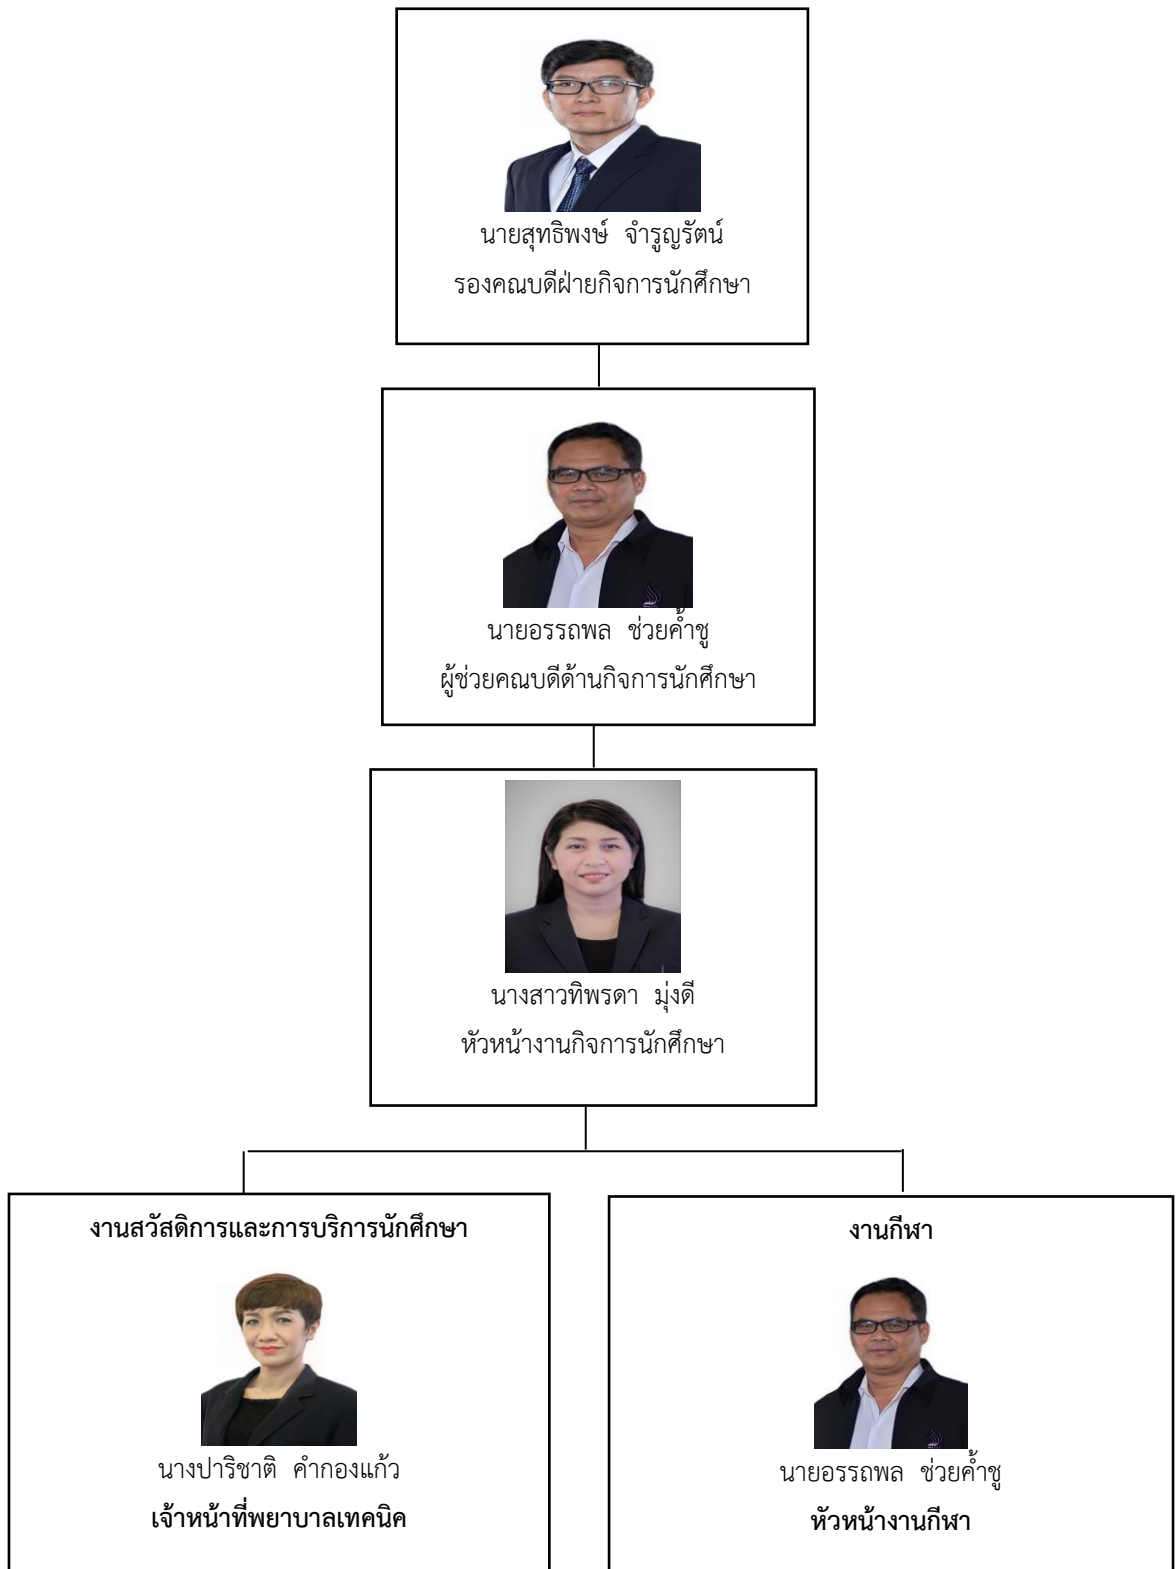 นายสุทธิพงษ์ จำรูญรัตน์
รองคณบดีฝ่ายกิจการนักศึกษา
นายอรรถพล ช่วยค้ำชู
ผู้ช่วยคณบดีด้านกิจการนักศึกษา
นางสาวทิพรดา มุ่งดี
หัวหน้างานกิจการนักศึกษา
งานสวัสดิการและการบริการนักศึกษา
นางปาริชาติ คำกองแก้ว
เจ้าหน้าที่พยาบาลเทคนิค
งานกีฬา
นายอรรถพล ช่วยค้ำชู
หัวหน้างานกีฬา